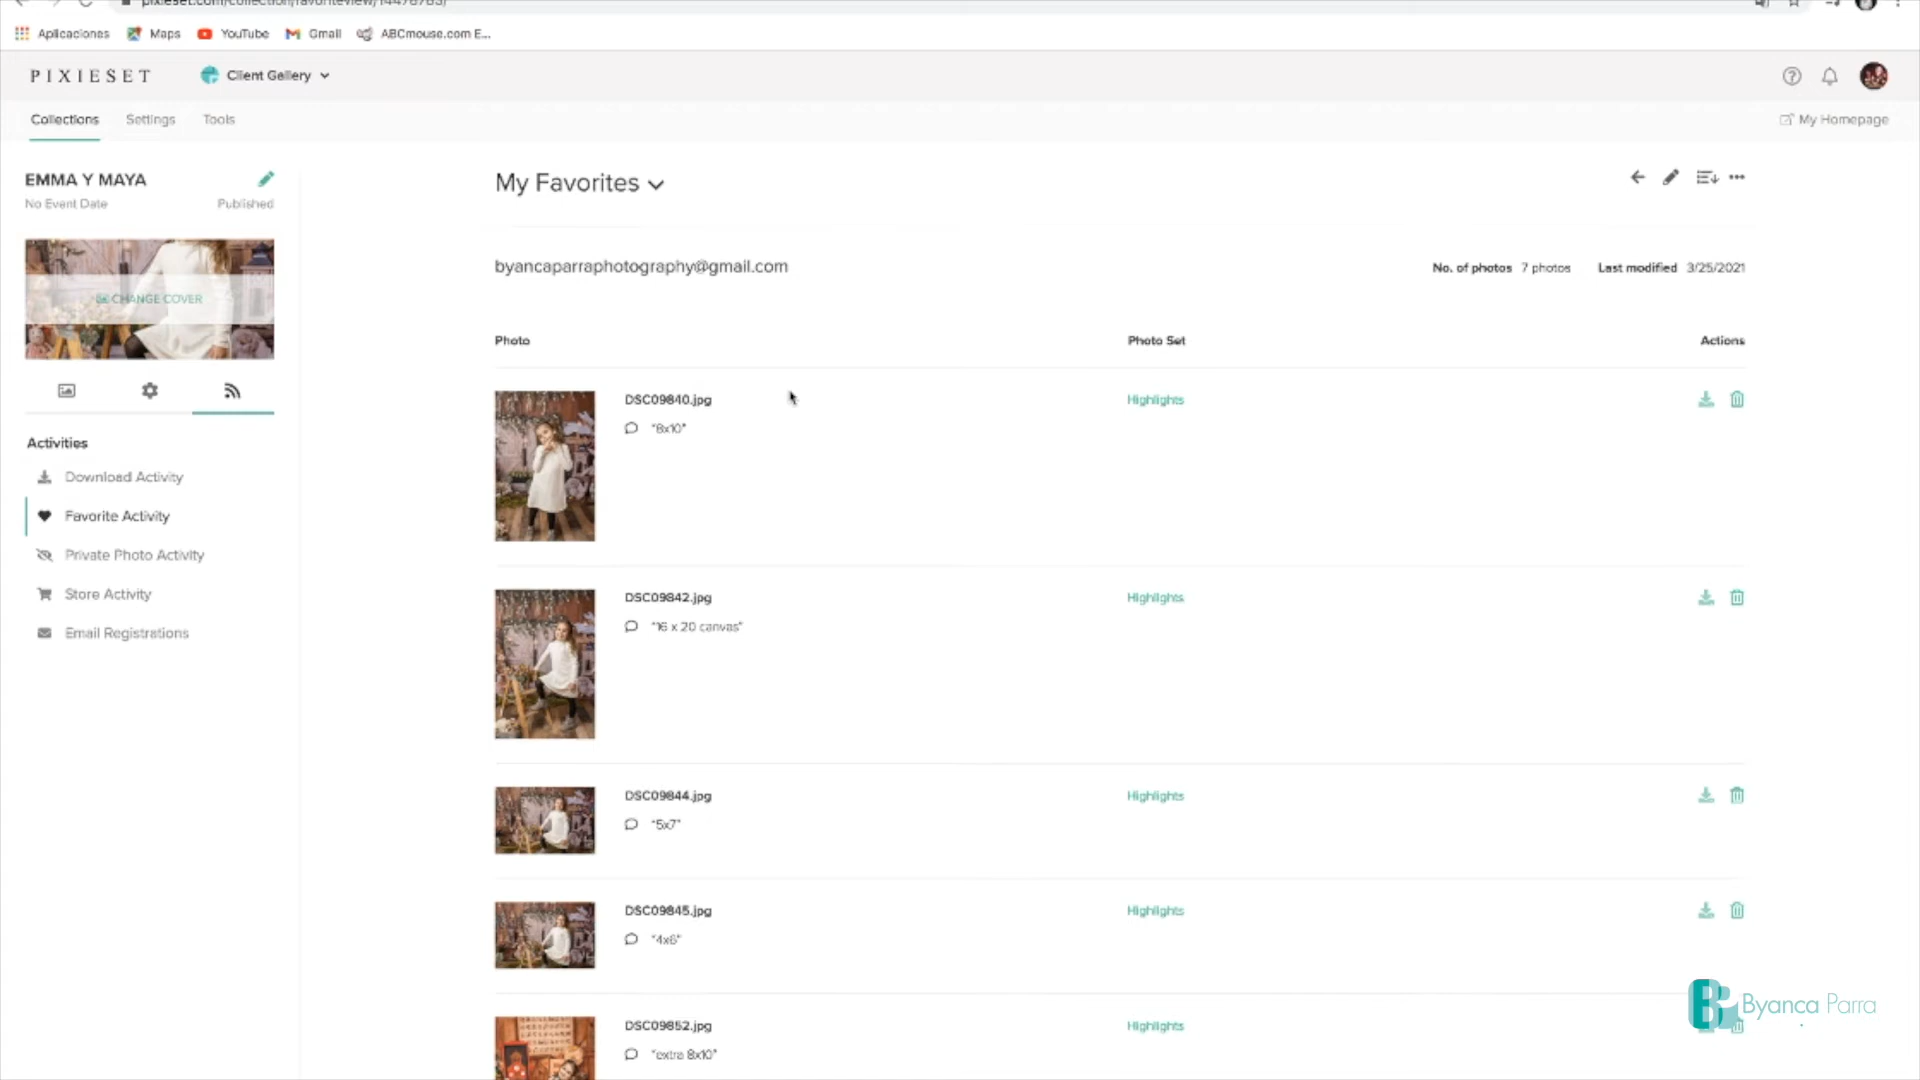 Aplicaciones Maps YouTube Gmail ABCmouse.com E...
PIXIESET Client Gallery
Collections Settings Tools My Homepage
EMMA Y MAYA
No Event Date Published
CHANGE COVER
Activities
Download Activity
Favorite Activity
Private Photo Activity
Store Activity
Email Registrations
My Favorites
byancaparraphotography@gmail.com No. of photos 7 photos Last modified 3/25/2021
Photo Photo Set Actions
DSC09840.jpg Highlights
"8x10"
DSC09842.jpg Highlights
"16 x 20 canvas"
DSC09844.jpg Highlights
"5x7"
DSC09845.jpg Highlights
"4x6"
DSC09852.jpg Highlights
"extra 8x10"
Byanca Parra